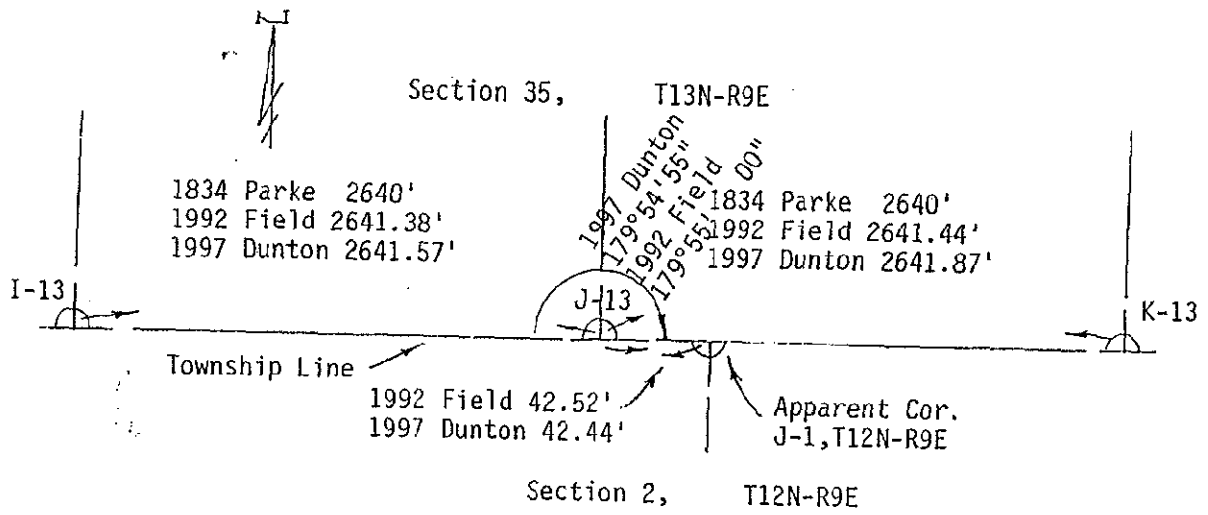 N
Section 35, T13N-R9E
1997 Dunton
179°54'55"
1992 Field
179°55' 00"
1834 Parke 2640'
1992 Field 2641.38'
1997 Dunton 2641.57'
1834 Parke 2640'
1992 Field 2641.44'
1997 Dunton 2641.87'
I-13
J-13
K-13
Township Line
1992 Field 42.52'
1997 Dunton 42.44'
Apparent Cor.
J-1,T12N-R9E
Section 2, T12N-R9E